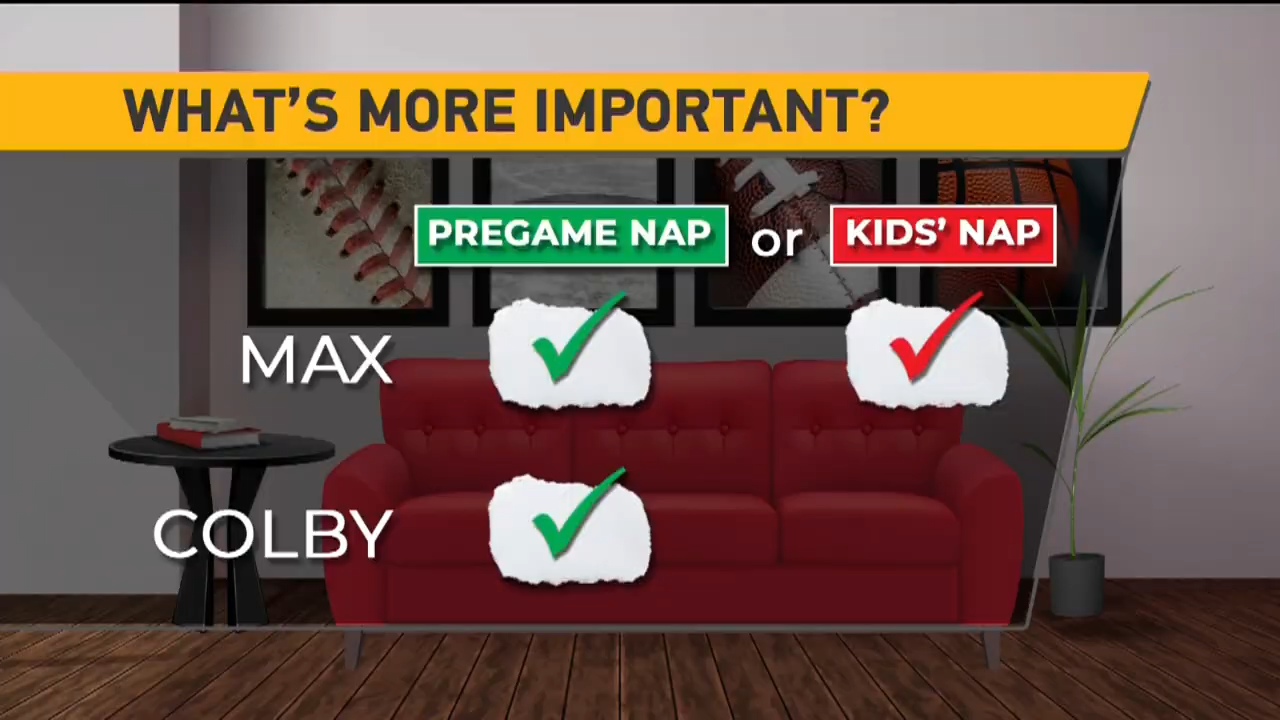 WHAT'S MORE IMPORTANT?
PREGAME NAP or KIDS' NAP
MAX
COLBY